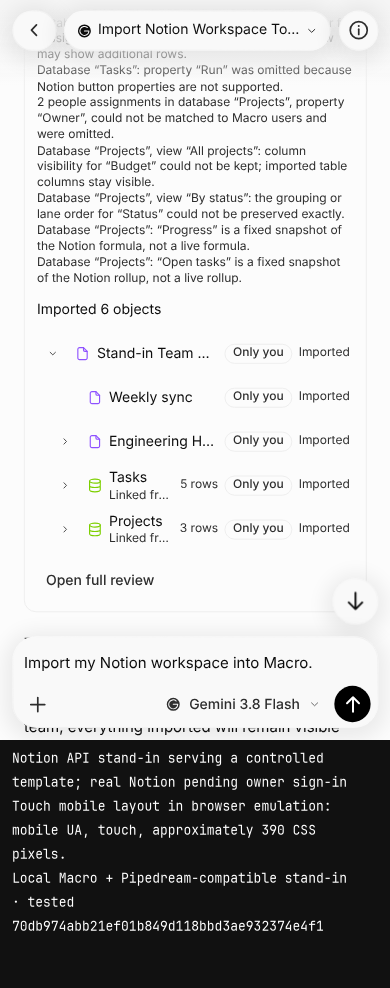 Import Notion Workspace To...
may show additional rows.
Database “Tasks”: property “Run” was omitted because
Notion button properties are not supported.
2 people assignments in database “Projects”, property
“Owner”, could not be matched to Macro users and
were omitted.
Database “Projects”, view “All projects”: column
visibility for “Budget” could not be kept; imported table
columns stay visible.
Database “Projects”, view “By status”: the grouping or
lane order for “Status” could not be preserved exactly.
Database “Projects”: “Progress” is a fixed snapshot of
the Notion formula, not a live formula.
Database “Projects”: “Open tasks” is a fixed snapshot
of the Notion rollup, not a live rollup.
Imported 6 objects
Stand-in Team ... Only you Imported
Weekly sync Only you Imported
Engineering H... Only you Imported
Tasks
Linked fr... 5 rows Only you Imported
Projects
Linked fr... 3 rows Only you Imported
Open full review
Import my Notion workspace into Macro.
Gemini 3.8 Flash
team, everything imported will remain visible
Notion API stand-in serving a controlled
template; real Notion pending owner sign-in
Touch mobile layout in browser emulation:
mobile UA, touch, approximately 390 CSS
pixels.
Local Macro + Pipedream-compatible stand-in
· tested
70db974abb21ef01b849d118bbd3ae932374e4f1